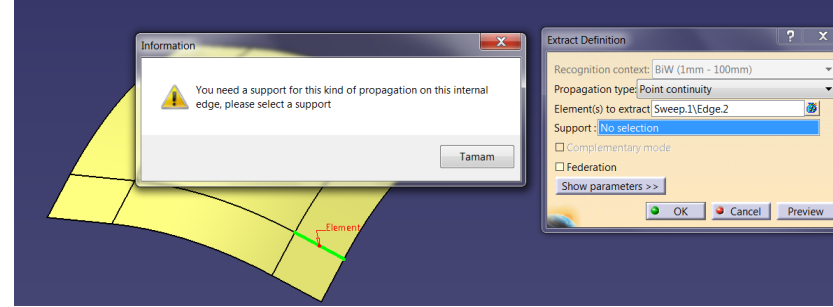 Information
X
You need a support for this kind of propagation on this internal
edge, please select a support
Tamam
Element
Extract Definition
? X
Recognition context: BiW (1mm - 100mm)
Propagation type: Point continuity
Element(s) to extract Sweep.1\Edge.2
Support : No selection
Complementary mode
Federation
Show parameters >>
OK Cancel Preview